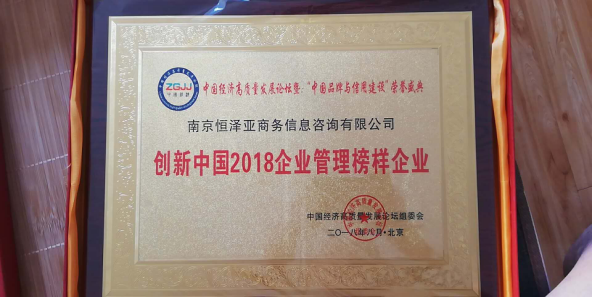 ZGJJ
中国经济高质量发展论坛暨“中国品牌与信用建设”荣誉盛典
南京恒泽亚商务信息咨询有限公司
创新中国2018企业管理榜样企业
中国经济高质量发展论坛组委会
二〇一八年八月·北京